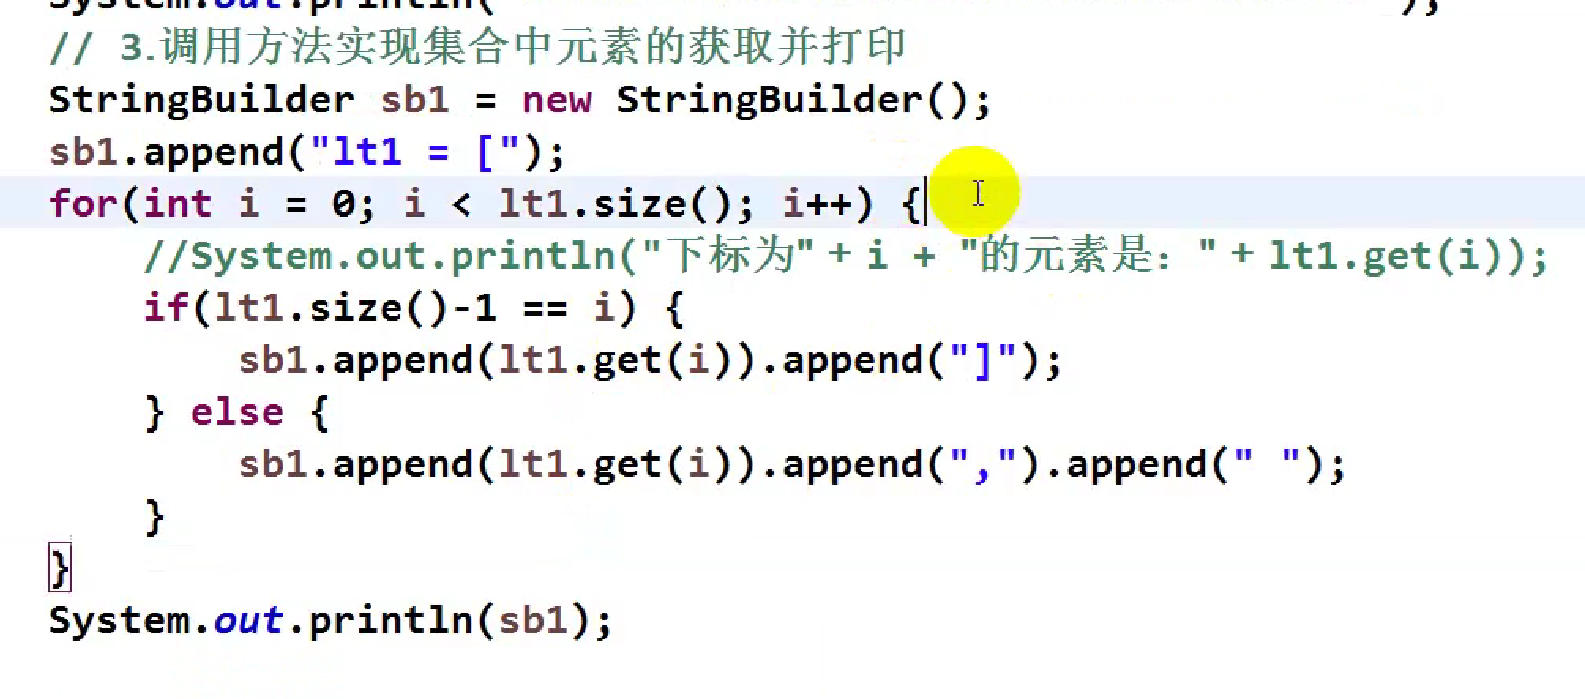 System.out.println("
// 3.调用方法实现集合中元素的获取并打印
StringBuilder sb1 = new StringBuilder();
sb1.append("lt1 = [");
for(int i = 0; i < lt1.size(); i++) {
    //System.out.println("下标为" + i + "的元素是：" + lt1.get(i));
    if(lt1.size()-1 == i) {
        sb1.append(lt1.get(i)).append("]");
    } else {
        sb1.append(lt1.get(i)).append(",").append(" ");
    }
}
System.out.println(sb1);